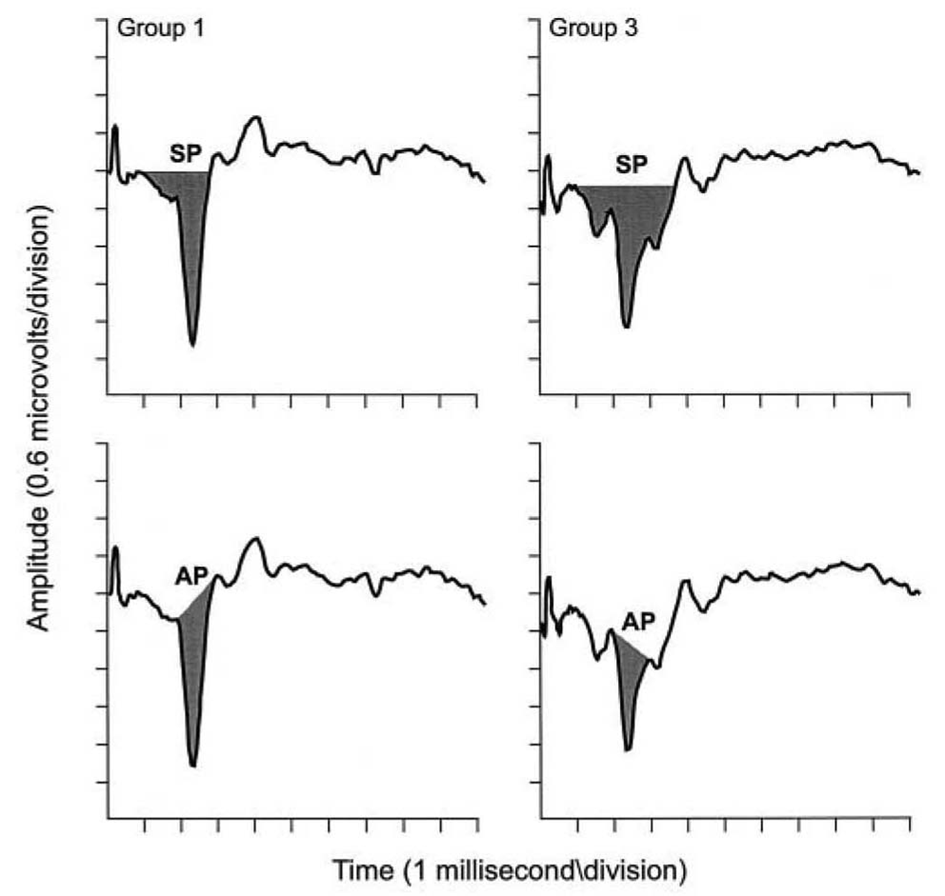 Group 1
Group 3
SP
SP
Amplitude (0.6 microvolts/division)
AP
AP
Time (1 millisecond\division)